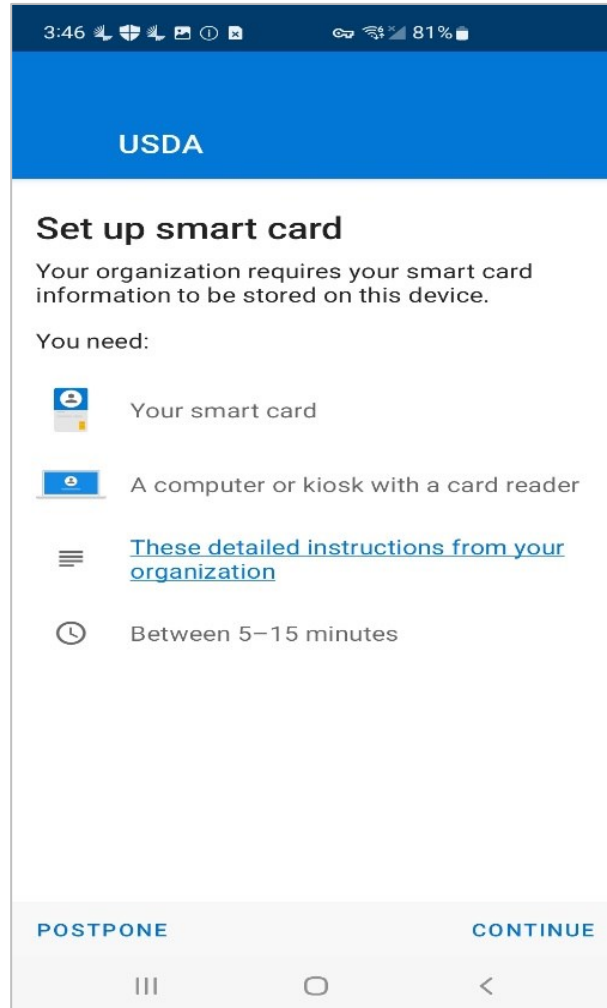 3:46 81%
USDA
Set up smart card
Your organization requires your smart card
information to be stored on this device.
You need:
Your smart card
A computer or kiosk with a card reader
These detailed instructions from your
organization
Between 5–15 minutes
POSTPONE CONTINUE